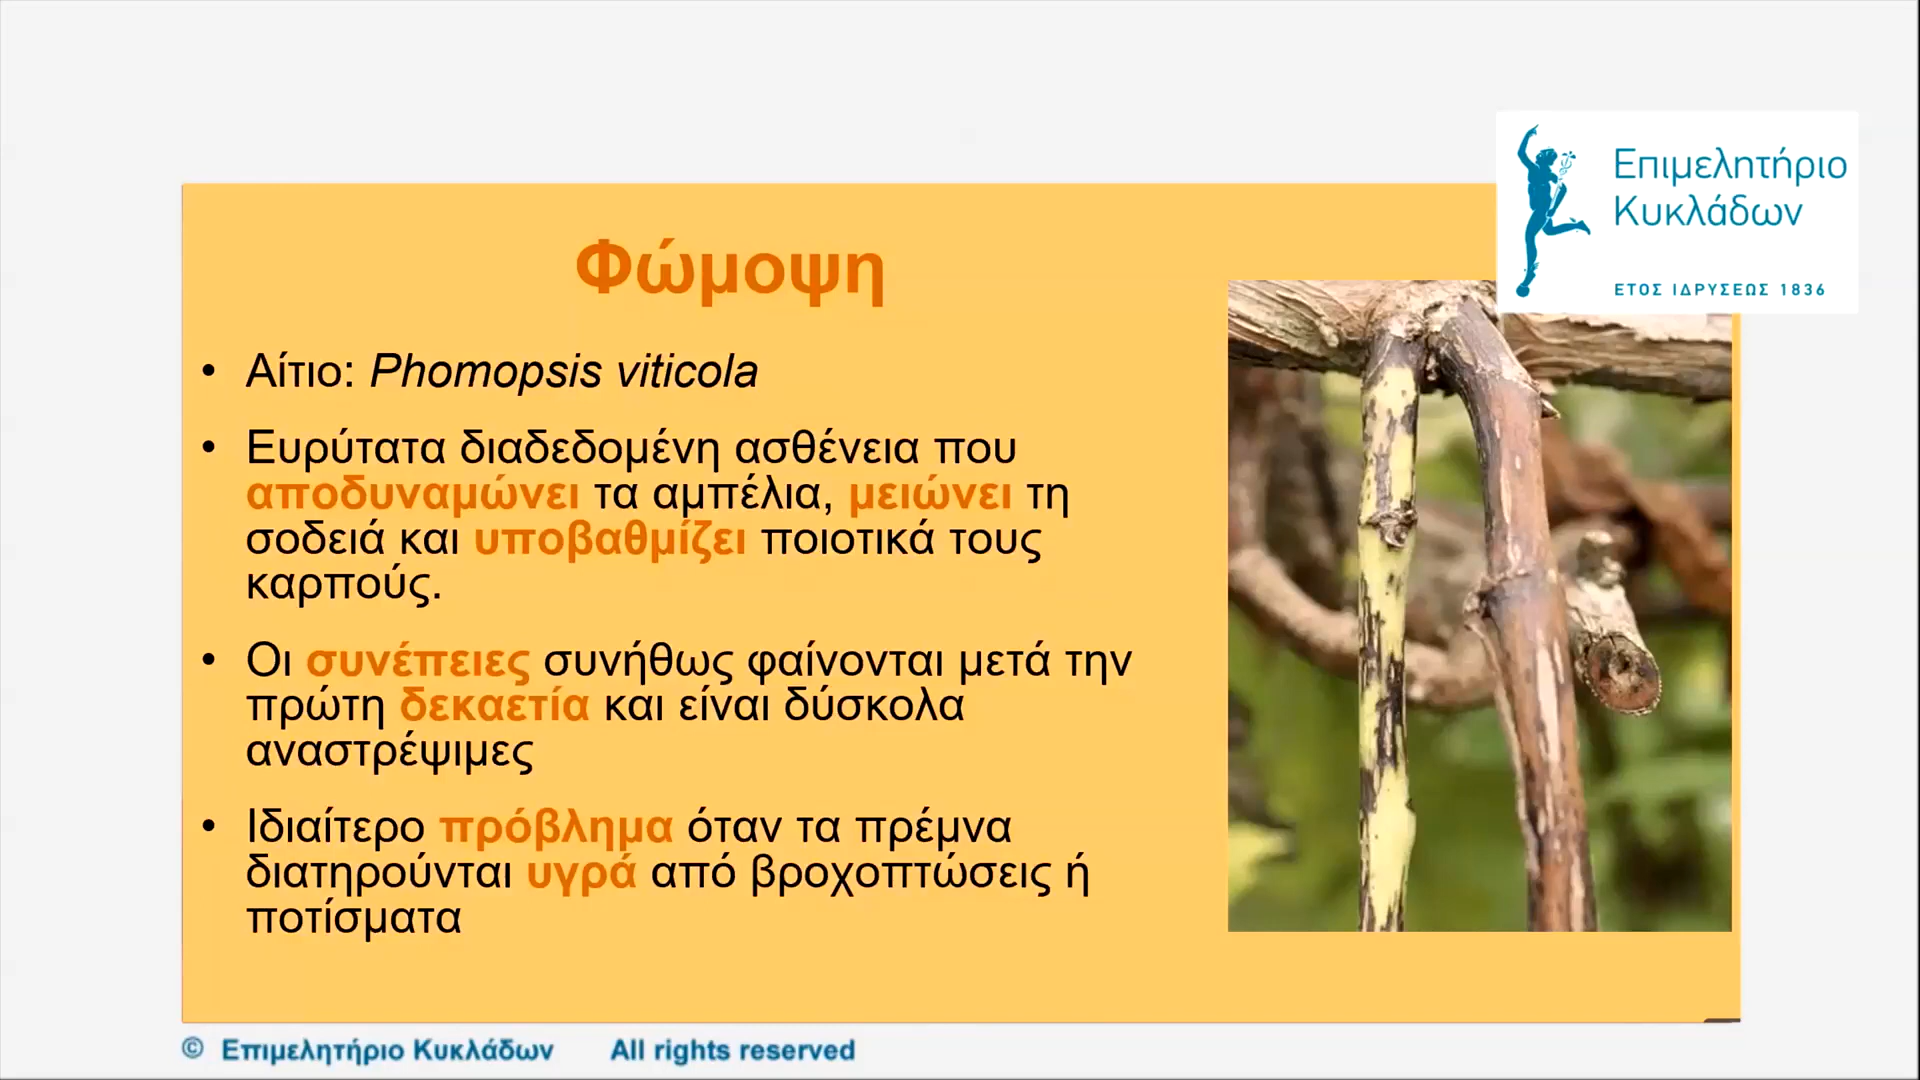 Επιμελητήριο
Κυκλάδων
ΕΤΟΣ ΙΔΡΥΣΕΩΣ 1836
Φώμοψη
• Αίτιο: Phomopsis viticola
• Ευρύτατα διαδεδομένη ασθένεια που
αποδυναμώνει τα αμπέλια, μειώνει τη
σοδειά και υποβαθμίζει ποιοτικά τους
καρπούς.
• Οι συνέπειες συνήθως φαίνονται μετά την
πρώτη δεκαετία και είναι δύσκολα
αναστρέψιμες
• Ιδιαίτερο πρόβλημα όταν τα πρέμνα
διατηρούνται υγρά από βροχοπτώσεις ή
ποτίσματα
© Επιμελητήριο Κυκλάδων All rights reserved